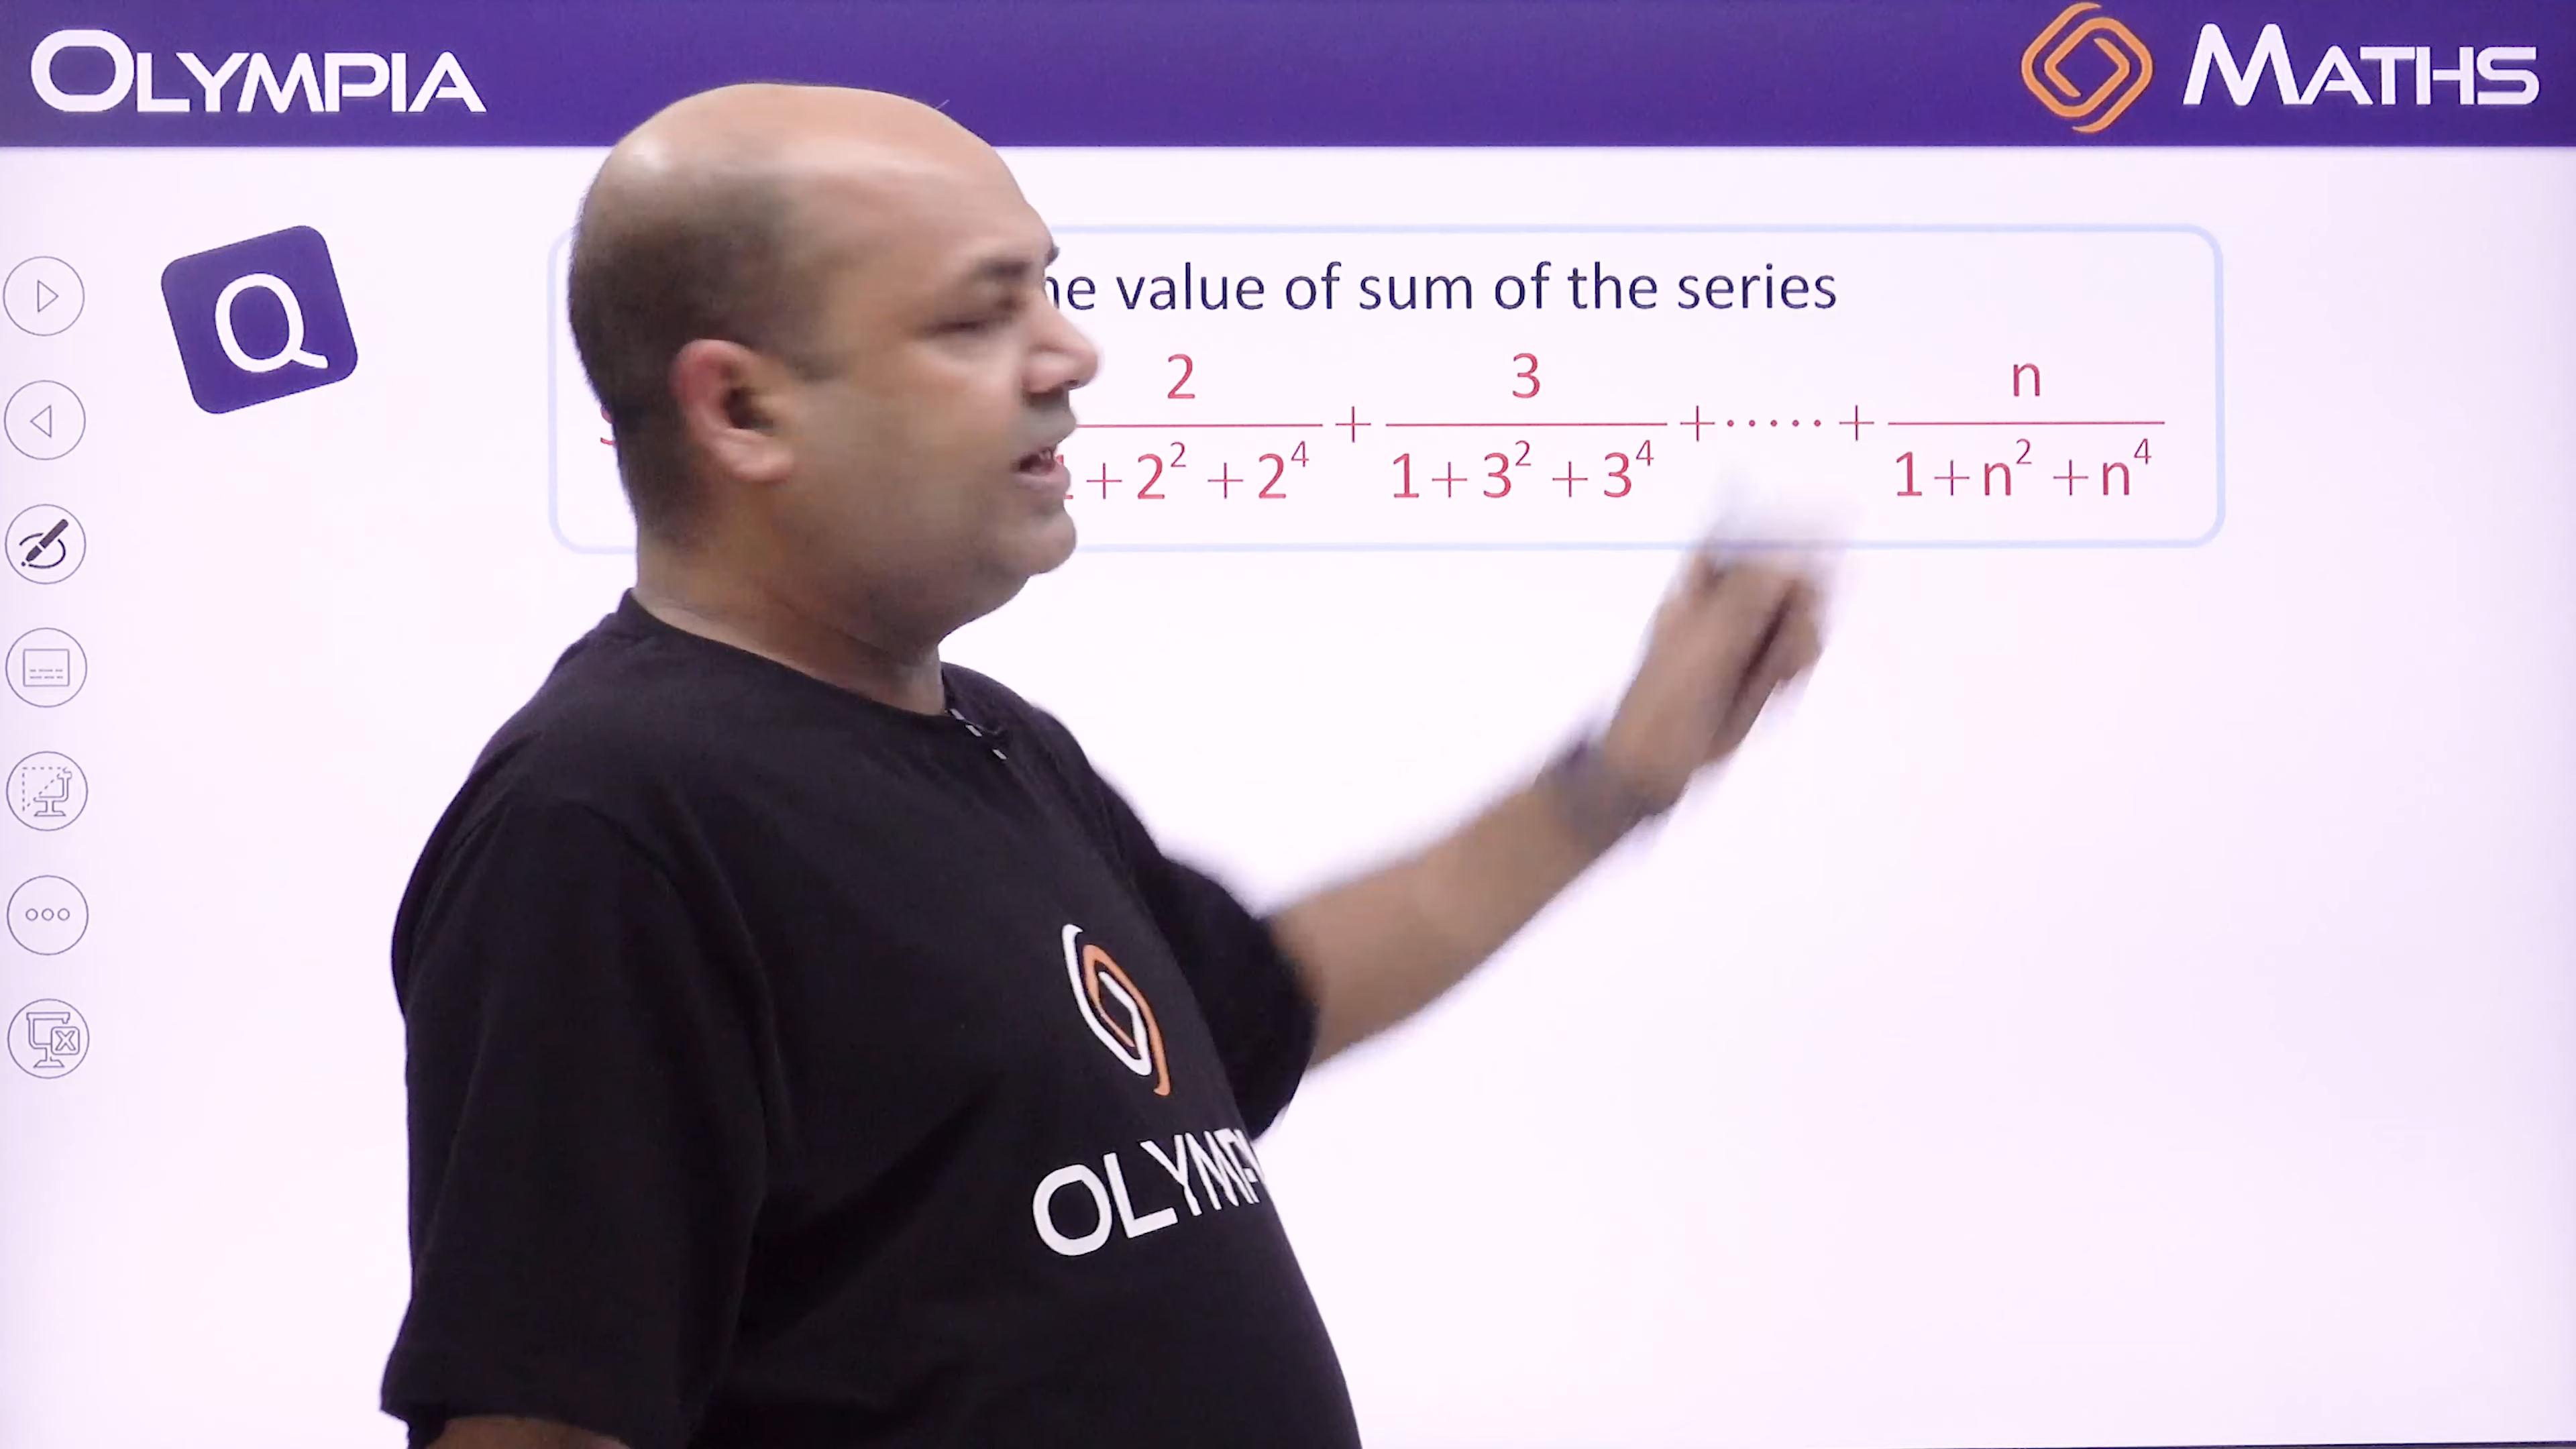 OLYMPIA
MATHS
Q
value of sum of the series
2/(1+2² +2⁴) + 3/(1+3² +3⁴) +·····+ n/(1+n² +n⁴)
OLYMP